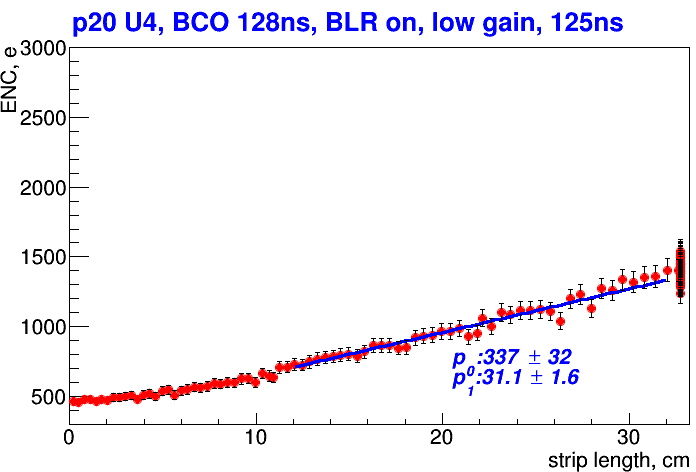 p20 U4, BCO 128ns, BLR on, low gain, 125ns
ENC, e
3000
2500
2000
1500
1000
500
p0:337 ± 32
p1:31.1 ± 1.6
0 10 20 30
strip length, cm